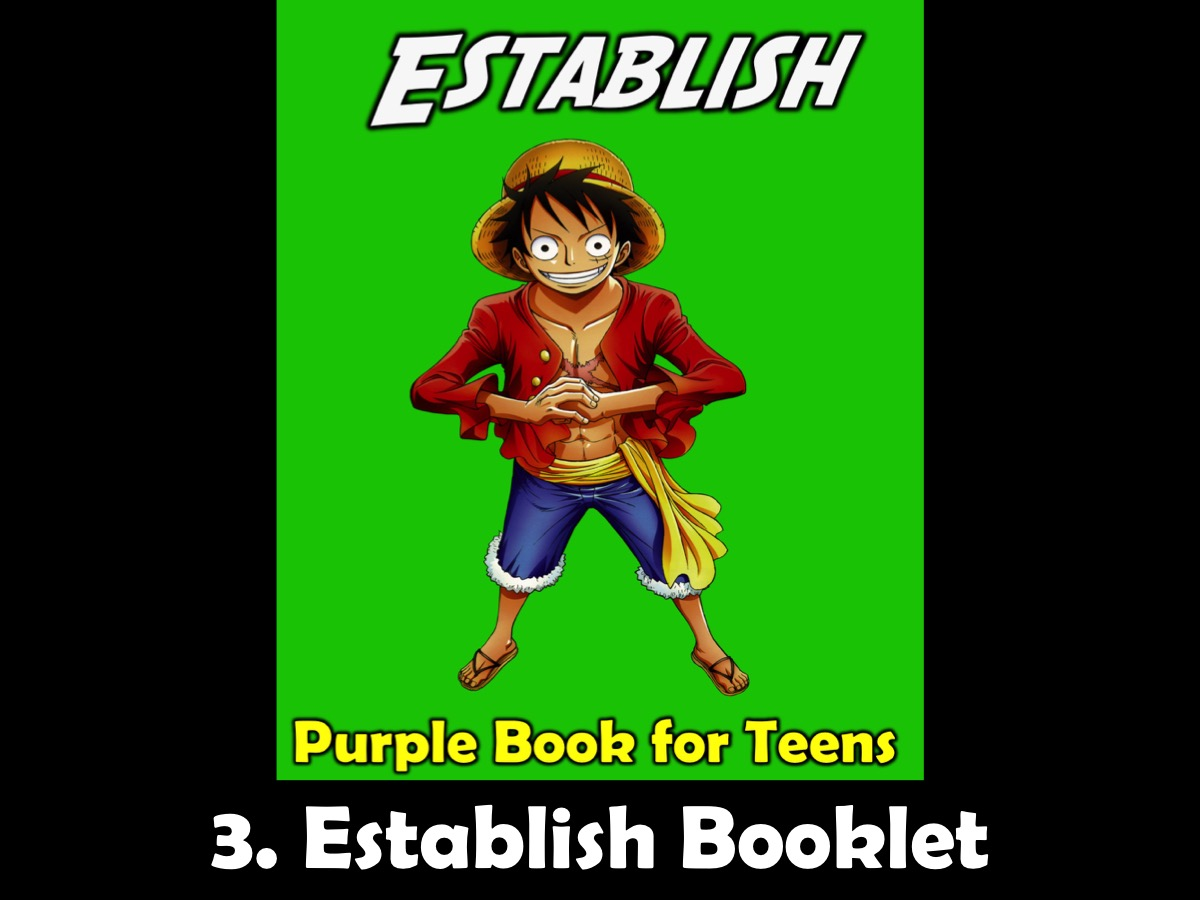 ESTABLISH
Purple Book for Teens
3. Establish Booklet